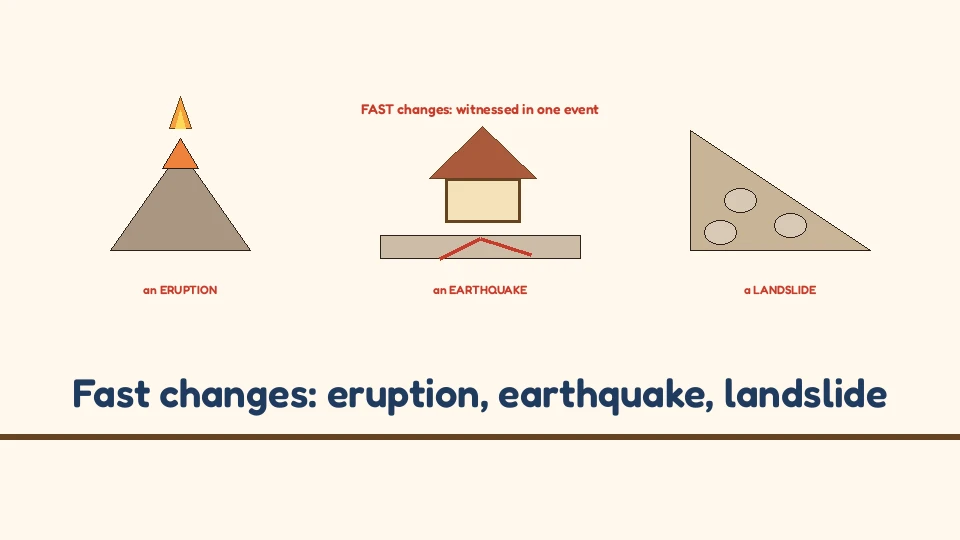 FAST changes: witnessed in one event
an ERUPTION
an EARTHQUAKE
a LANDSLIDE
Fast changes: eruption, earthquake, landslide